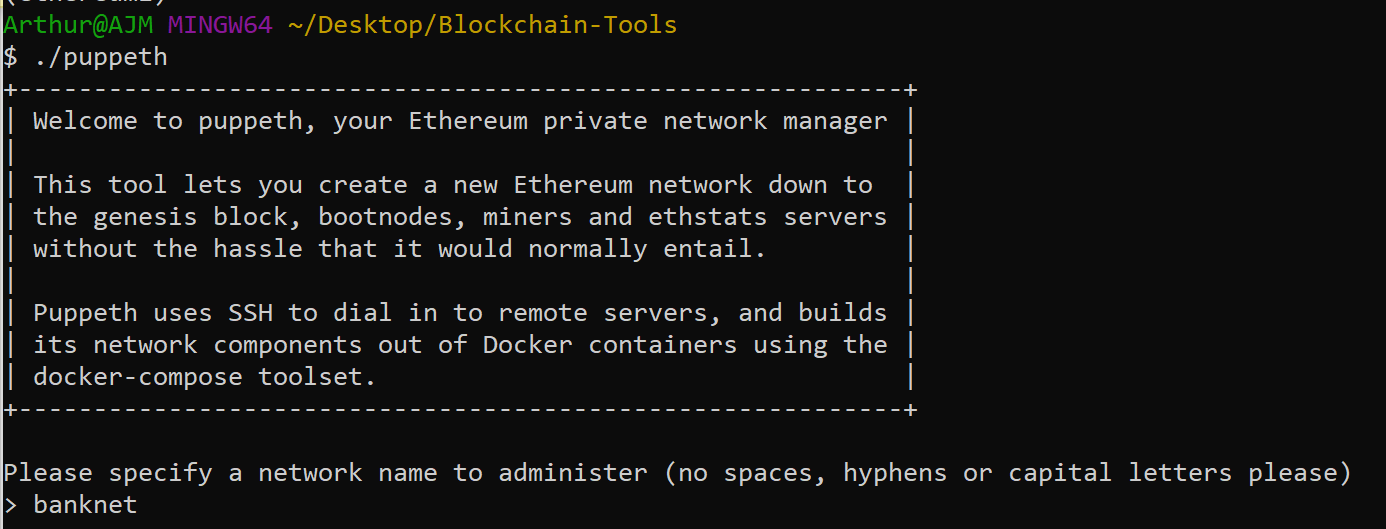 Arthur@AJM MINGW64 ~/Desktop/Blockchain-Tools
$ ./puppeth
+-----------------------------------------------------------+
| Welcome to puppeth, your Ethereum private network manager |
|                                                           |
| This tool lets you create a new Ethereum network down to  |
| the genesis block, bootnodes, miners and ethstats servers |
| without the hassle that it would normally entail.         |
|                                                           |
| Puppeth uses SSH to dial in to remote servers, and builds |
| its network components out of Docker containers using the |
| docker-compose toolset.                                   |
+-----------------------------------------------------------+

Please specify a network name to administer (no spaces, hyphens or capital letters please)
> banknet